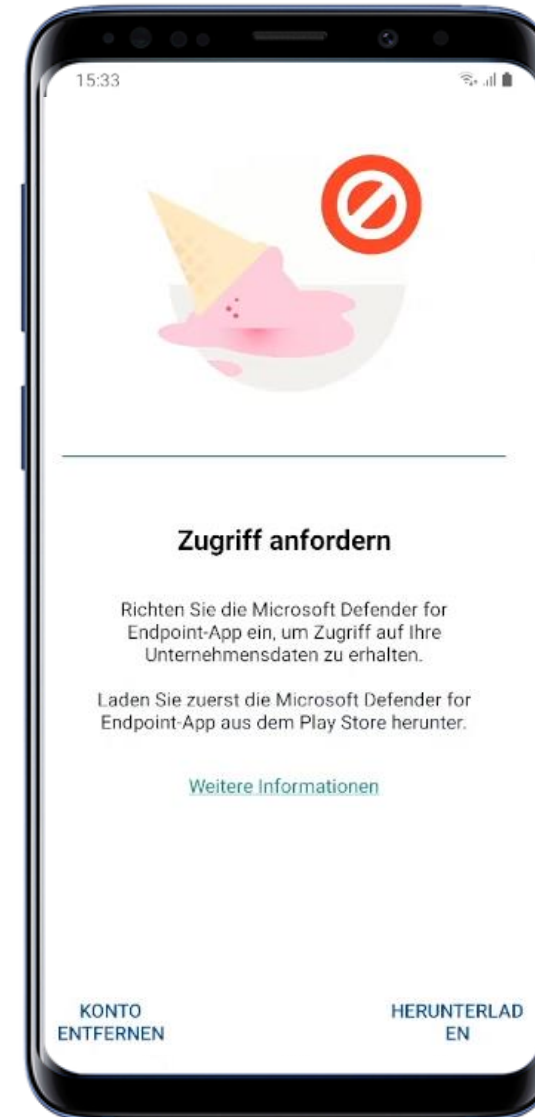 15:33
Zugriff anfordern
Richten Sie die Microsoft Defender for
Endpoint-App ein, um Zugriff auf Ihre
Unternehmensdaten zu erhalten.
Laden Sie zuerst die Microsoft Defender for
Endpoint-App aus dem Play Store herunter.
Weitere Informationen
KONTO
ENTFERNEN
HERUNTERLAD
EN